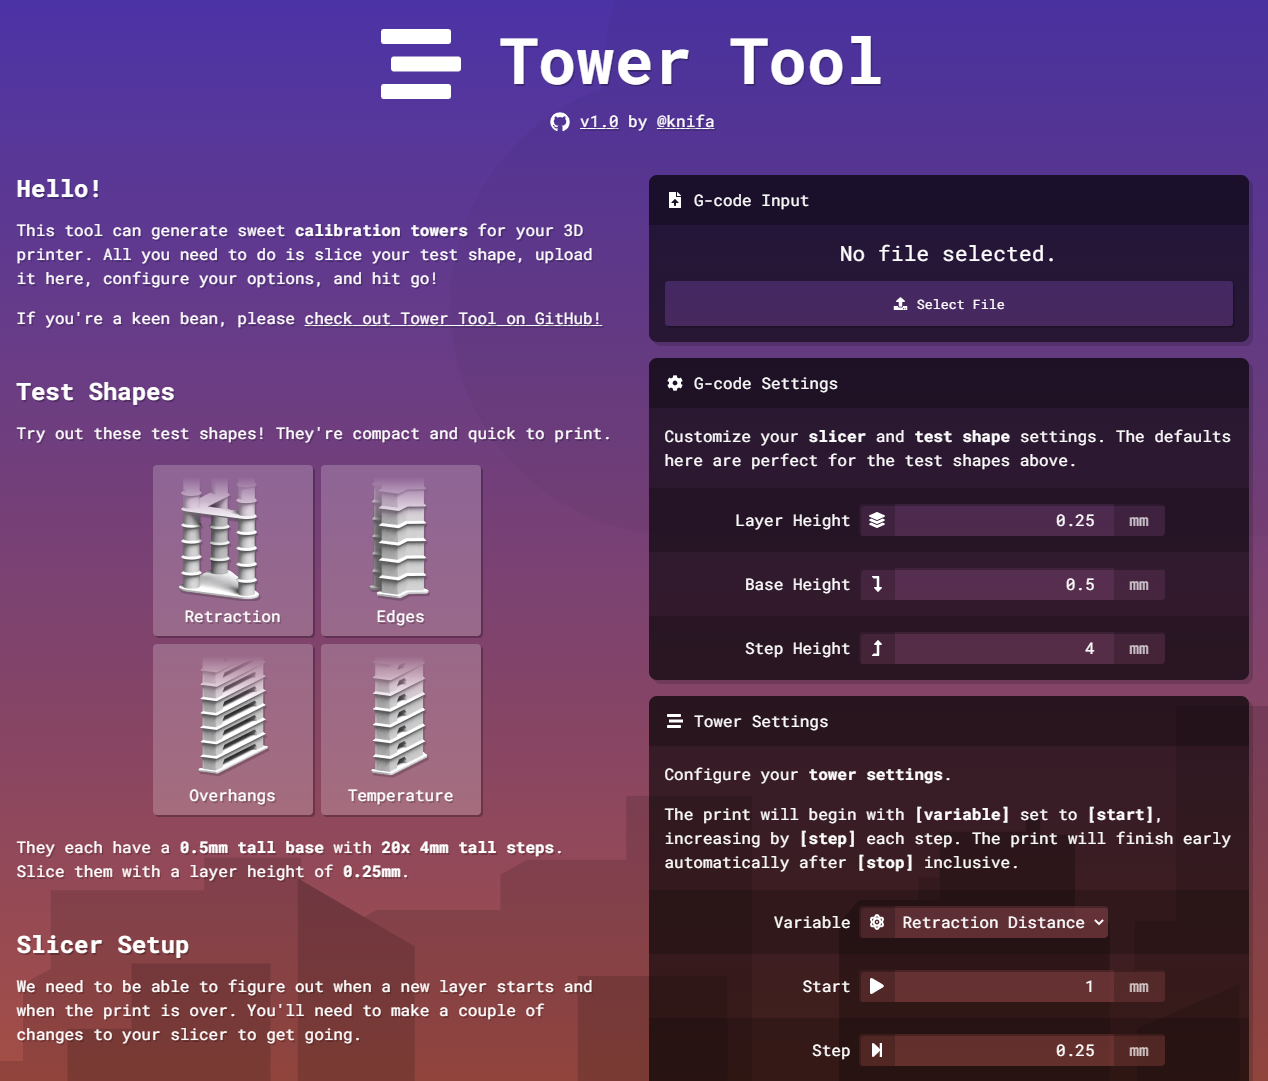 Tower Tool
v1.0 by @knifa
Hello!
This tool can generate sweet calibration towers for your 3D
printer. All you need to do is slice your test shape, upload
it here, configure your options, and hit go!
If you're a keen bean, please check out Tower Tool on GitHub!
Test Shapes
Try out these test shapes! They're compact and quick to print.
Retraction
Edges
Overhangs
Temperature
They each have a 0.5mm tall base with 20x 4mm tall steps.
Slice them with a layer height of 0.25mm.
Slicer Setup
We need to be able to figure out when a new layer starts and
when the print is over. You'll need to make a couple of
changes to your slicer to get going.
G-code Input
No file selected.
Select File
G-code Settings
Customize your slicer and test shape settings. The defaults
here are perfect for the test shapes above.
Layer Height 0.25 mm
Base Height 0.5 mm
Step Height 4 mm
Tower Settings
Configure your tower settings.
The print will begin with [variable] set to [start],
increasing by [step] each step. The print will finish early
automatically after [stop] inclusive.
Variable Retraction Distance
Start 1 mm
Step 0.25 mm